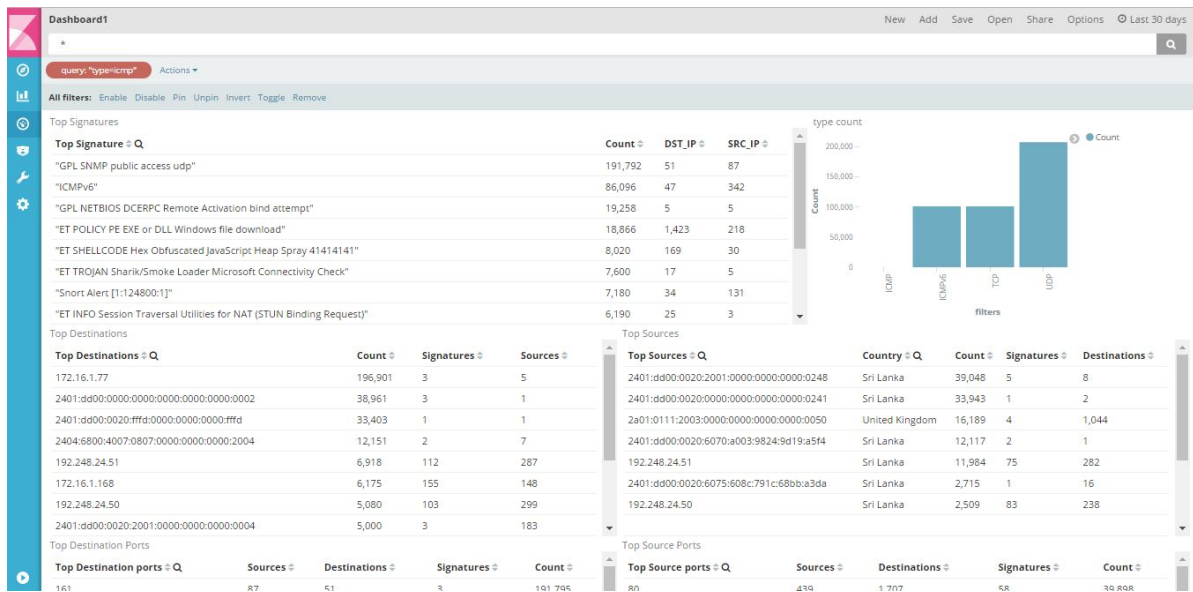 Dashboard1
New Add Save Open Share Options Last 30 days
*
query: "type=icmp" Actions
All filters: Enable Disable Pin Unpin Invert Toggle Remove
Top Signatures
Top Signature Count DST_IP SRC_IP
"GPL SNMP public access udp" 191,792 51 87
"ICMPv6" 86,096 47 342
"GPL NETBIOS DCERPC Remote Activation bind attempt" 19,258 5 5
"ET POLICY PE EXE or DLL Windows file download" 18,866 1,423 218
"ET SHELLCODE Hex Obfuscated JavaScript Heap Spray 41414141" 8,020 169 30
"ET TROJAN Sharik/Smoke Loader Microsoft Connectivity Check" 7,600 17 5
"Snort Alert [1:124800:1]" 7,180 34 131
"ET INFO Session Traversal Utilities for NAT (STUN Binding Request)" 6,190 25 3
type count
Count
200,000
150,000
100,000
50,000
0
Count
ICMP
ICMPv6
TCP
UDP
filters
Top Destinations
Top Destinations Count Signatures Sources
172.16.1.77 196,901 3 5
2401:dd00:0000:0000:0000:0000:0000:0002 38,961 3 1
2401:dd00:0020:fffd:0000:0000:0000:fffd 33,403 1 1
2404:6800:4007:0807:0000:0000:0000:2004 12,151 2 7
192.248.24.51 6,918 112 287
172.16.1.168 6,175 155 148
192.248.24.50 5,080 103 299
2401:dd00:0020:2001:0000:0000:0000:0004 5,000 3 183
Top Sources
Top Sources Country Count Signatures Destinations
2401:dd00:0020:2001:0000:0000:0000:0248 Sri Lanka 39,048 5 8
2401:dd00:0020:0000:0000:0000:0000:0241 Sri Lanka 33,943 1 2
2a01:0111:2003:0000:0000:0000:0000:0050 United Kingdom 16,189 4 1,044
2401:dd00:0020:6070:a003:9824:9d19:a5f4 Sri Lanka 12,117 2 1
192.248.24.51 Sri Lanka 11,984 75 282
2401:dd00:0020:6075:608c:791c:68bb:a3da Sri Lanka 2,715 1 16
192.248.24.50 Sri Lanka 2,509 83 238
Top Destination Ports
Top Destination ports Sources Destinations Signatures Count
161 87 51 3 191,795
Top Source Ports
Top Source ports Sources Destinations Signatures Count
80 439 1,707 58 39,898